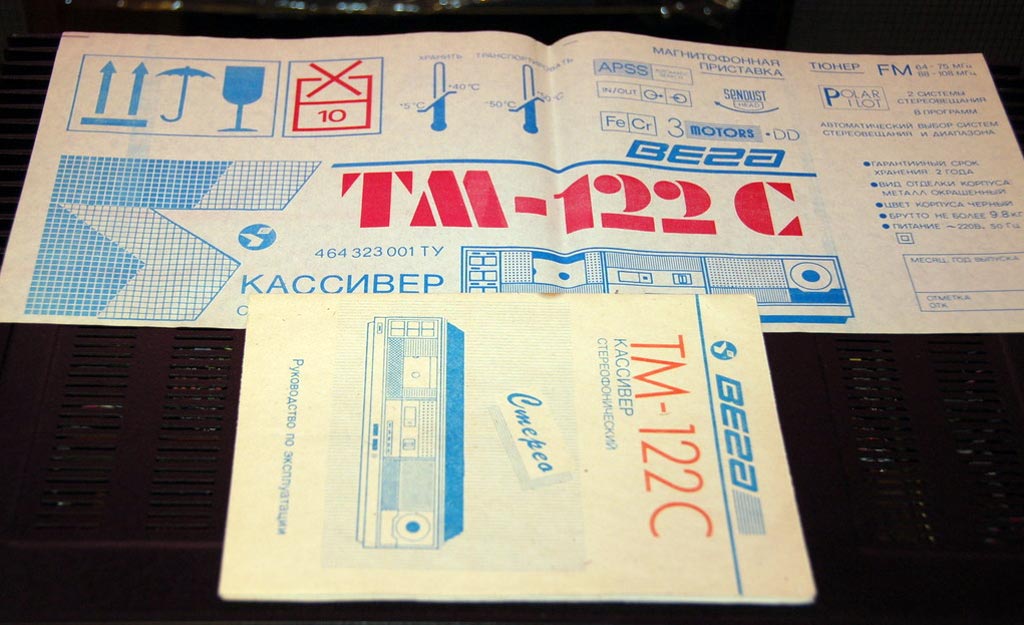 ХРАНИТЬ ТРАНСПОРТИРОВАТЬ
+40°C
+5°C
-50°C
+50°C
10
МАГНИТОФОННАЯ
ПРИСТАВКА
APSS
IN/OUT
SENDUST
HEAD
Fe Cr
3 MOTORS • DD
ТЮНЕР
FM 64-75 МГц
88-108 МГц
POLAR
PILOT
2 СИСТЕМЫ
СТЕРЕОВЕЩАНИЯ
8 ПРОГРАММ
АВТОМАТИЧЕСКИЙ ВЫБОР СИСТЕМ
СТЕРЕОВЕЩАНИЯ И ДИАПАЗОНА
ВЕГА
ТМ-122 С
464 323 001 ТУ
КАССИВЕР
• ГАРАНТИЙНЫЙ СРОК
ХРАНЕНИЯ 2 ГОДА
• ВИД ОТДЕЛКИ КОРПУСА
МЕТАЛЛ ОКРАШЕННЫЙ
• ЦВЕТ КОРПУСА ЧЕРНЫЙ
• БРУТТО НЕ БОЛЕЕ 9.8 кг
• ПИТАНИЕ ~220В. 50 Гц
МЕСЯЦ. ГОД ВЫПУСКА
ОТМЕТКА
ОТК
ВЕГА
ТМ-122С
КАССИВЕР
СТЕРЕОФОНИЧЕСКИЙ
Стерео
Руководство по эксплуатации